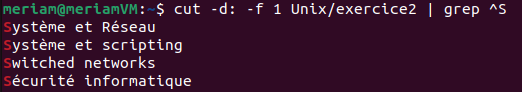 meriam@meriamVM:~$ cut -d: -f 1 Unix/exercice2 | grep ^S
Système et Réseau
Système et scripting
Switched networks
Sécurité informatique